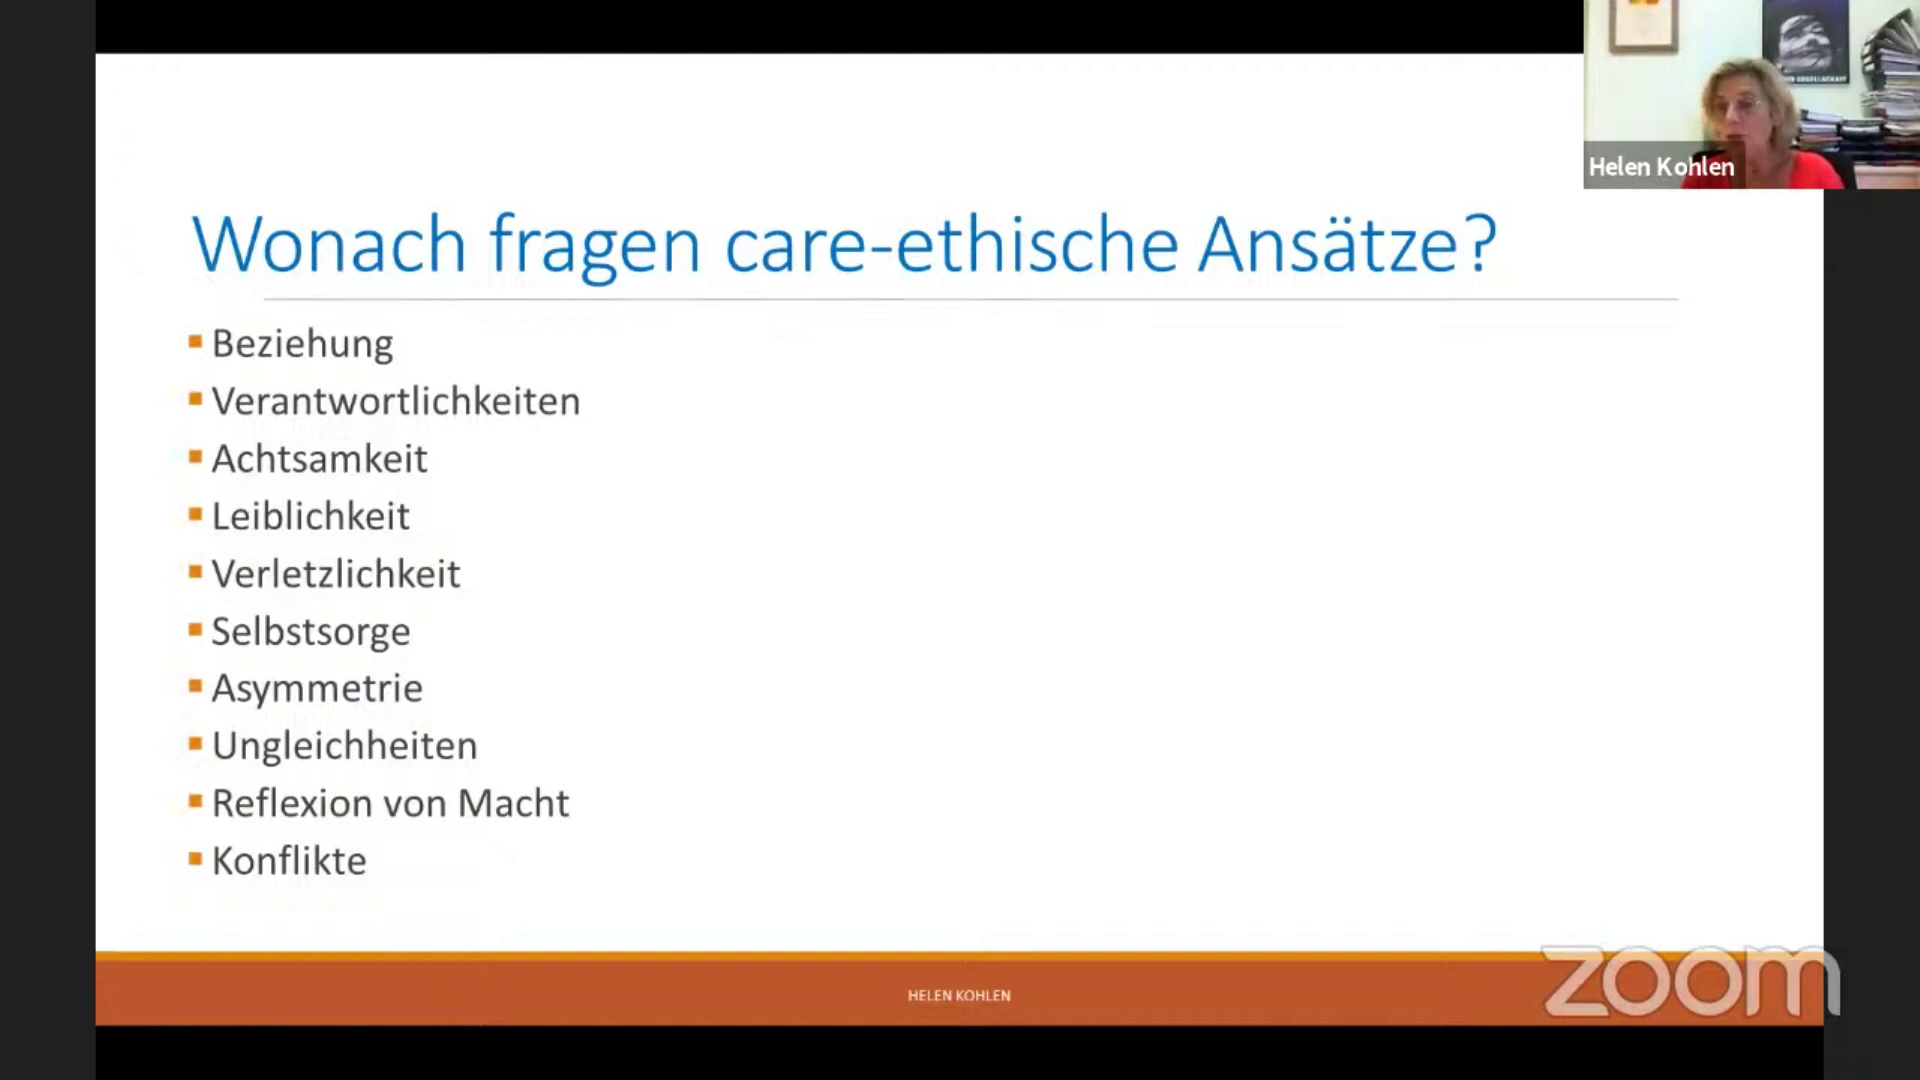 Helen Kohlen
Wonach fragen care-ethische Ansätze?
Beziehung
Verantwortlichkeiten
Achtsamkeit
Leiblichkeit
Verletzlichkeit
Selbstsorge
Asymmetrie
Ungleichheiten
Reflexion von Macht
Konflikte
HELEN KOHLEN
zoom